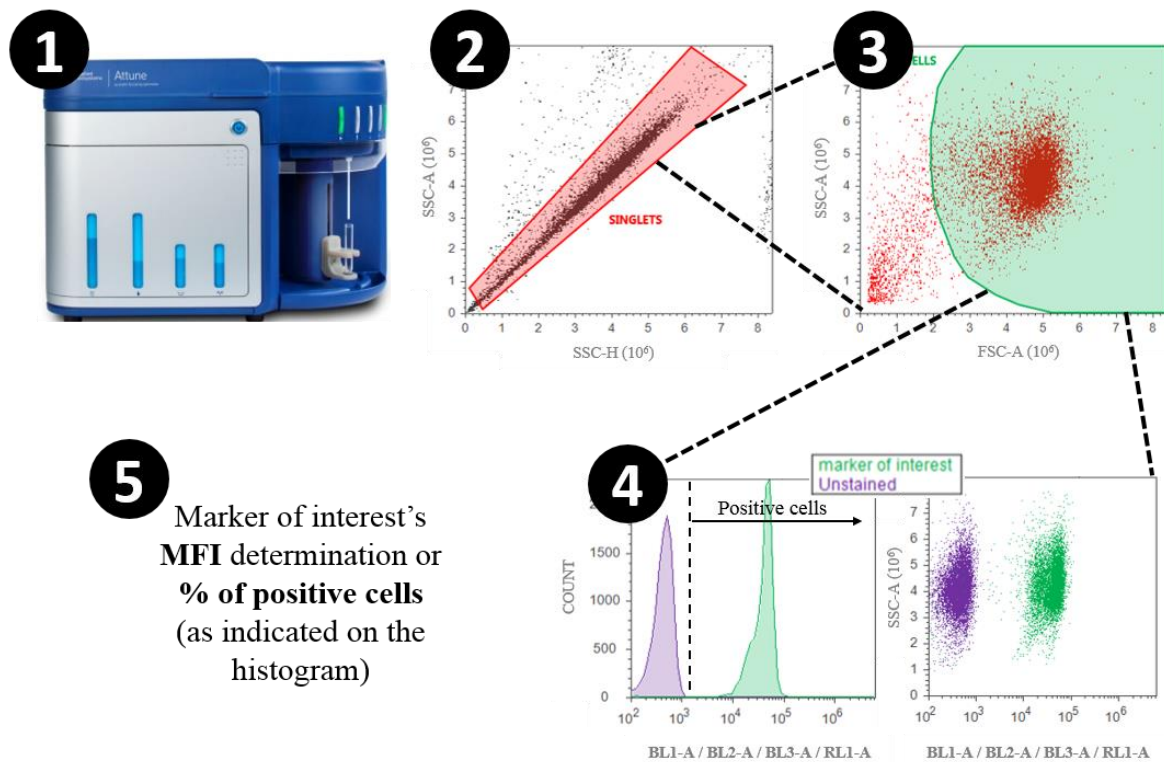 1
Attune
2
SSC-A (10⁶)
7
6
5
4
3
2
1
0
SINGLETS
0 1 2 3 4 5 6 7 8
SSC-H (10⁶)
3
ELLS
SSC-A (10⁶)
7
6
5
4
3
2
1
0
0 1 2 3 4 5 6 7 8
FSC-A (10⁶)
4
marker of interest
Unstained
Positive cells
COUNT
2
1500
1000
500
0
10² 10³ 10⁴ 10⁵ 10⁶
BL1-A / BL2-A / BL3-A / RL1-A
SSC-A (10⁶)
7
6
5
4
3
2
1
0
10² 10³ 10⁴ 10⁵ 10⁶
BL1-A / BL2-A / BL3-A / RL1-A
5
Marker of interest’s
MFI determination or
% of positive cells
(as indicated on the
histogram)